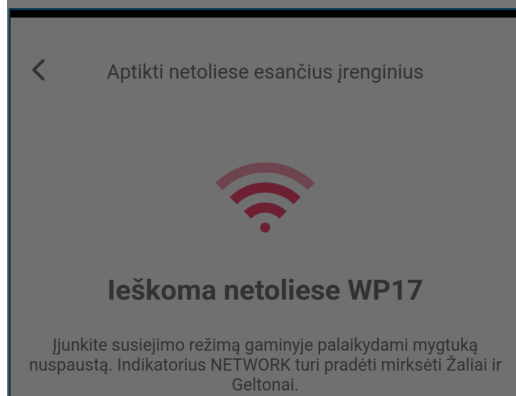 Aptikti netoliese esančius įrenginius
Ieškoma netoliese WP17
Įjunkite susiejimo režimą gaminyje palaikydami mygtuką
nuspaustą. Indikatorius NETWORK turi pradėti mirksėti Žaliai ir
Geltonai.